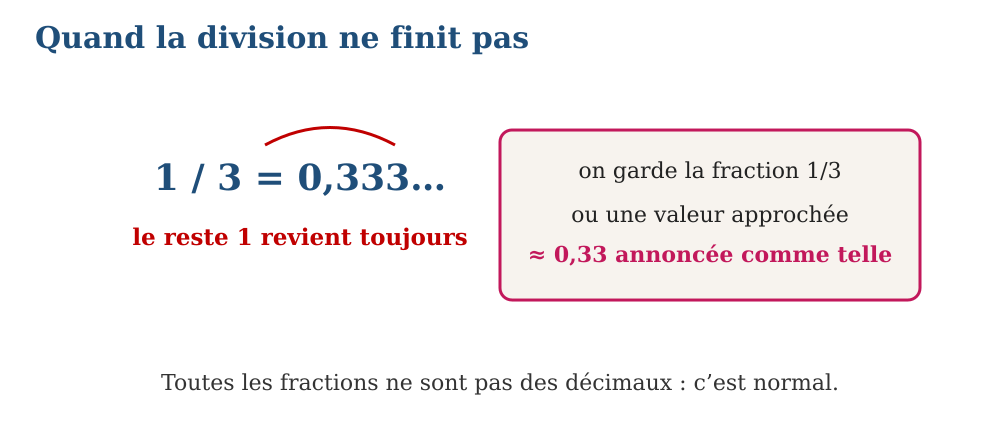 Quand la division ne finit pas
1 / 3 = 0,333…
le reste 1 revient toujours
on garde la fraction 1/3
ou une valeur approchée
≈ 0,33 annoncée comme telle
Toutes les fractions ne sont pas des décimaux : c’est normal.